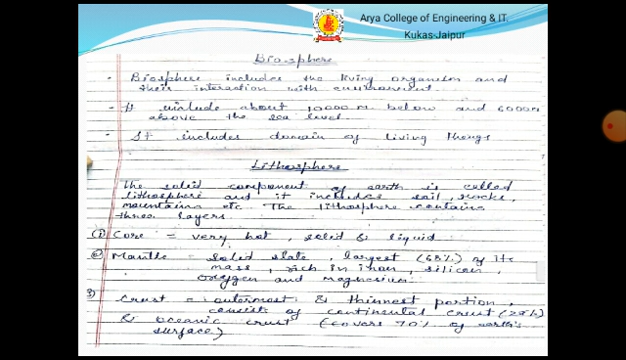 Arya College of Engineering & I.T.
Kukas-Jaipur
Biosphere
- Biosphere includes the living organism and
their interaction with environment
- It include about 10000 m below and 6000m
above the sea level.
- It includes domain of living things
Lithosphere
The solid component of earth is called
lithosphere and it includes soil, rocks,
mountains etc. The lithosphere contains
three layers
(1) Core = very hot, solid & liquid
(2) Mantle = solid state, largest (68%) of its
mass, rich in iron, silicon,
oxygen and magnesium.
3) Crust = outermost & thinnest portion,
consist of continental crust (29%)
& oceanic crust (covers 70% of earth's
surface)